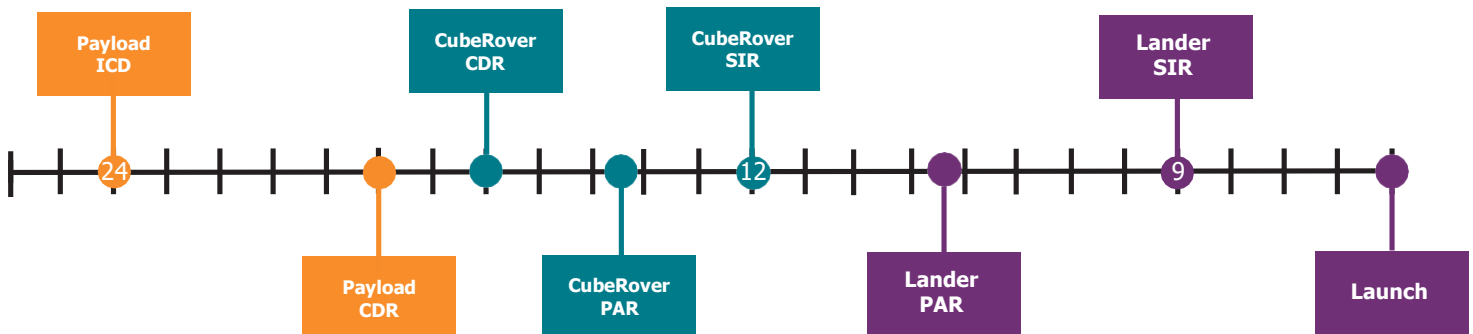 Payload
ICD
CubeRover
CDR
CubeRover
SIR
Lander
SIR
24
12
9
Payload
CDR
CubeRover
PAR
Lander
PAR
Launch